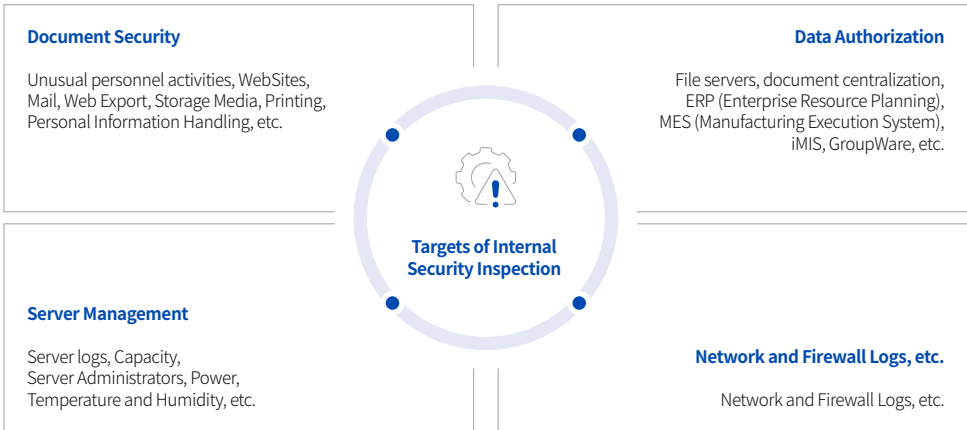 Document Security
Unusual personnel activities, WebSites,
Mail, Web Export, Storage Media, Printing,
Personal Information Handling, etc.
Data Authorization
File servers, document centralization,
ERP (Enterprise Resource Planning),
MES (Manufacturing Execution System),
iMIS, GroupWare, etc.
Targets of Internal
Security Inspection
Server Management
Server logs, Capacity,
Server Administrators, Power,
Temperature and Humidity, etc.
Network and Firewall Logs, etc.
Network and Firewall Logs, etc.